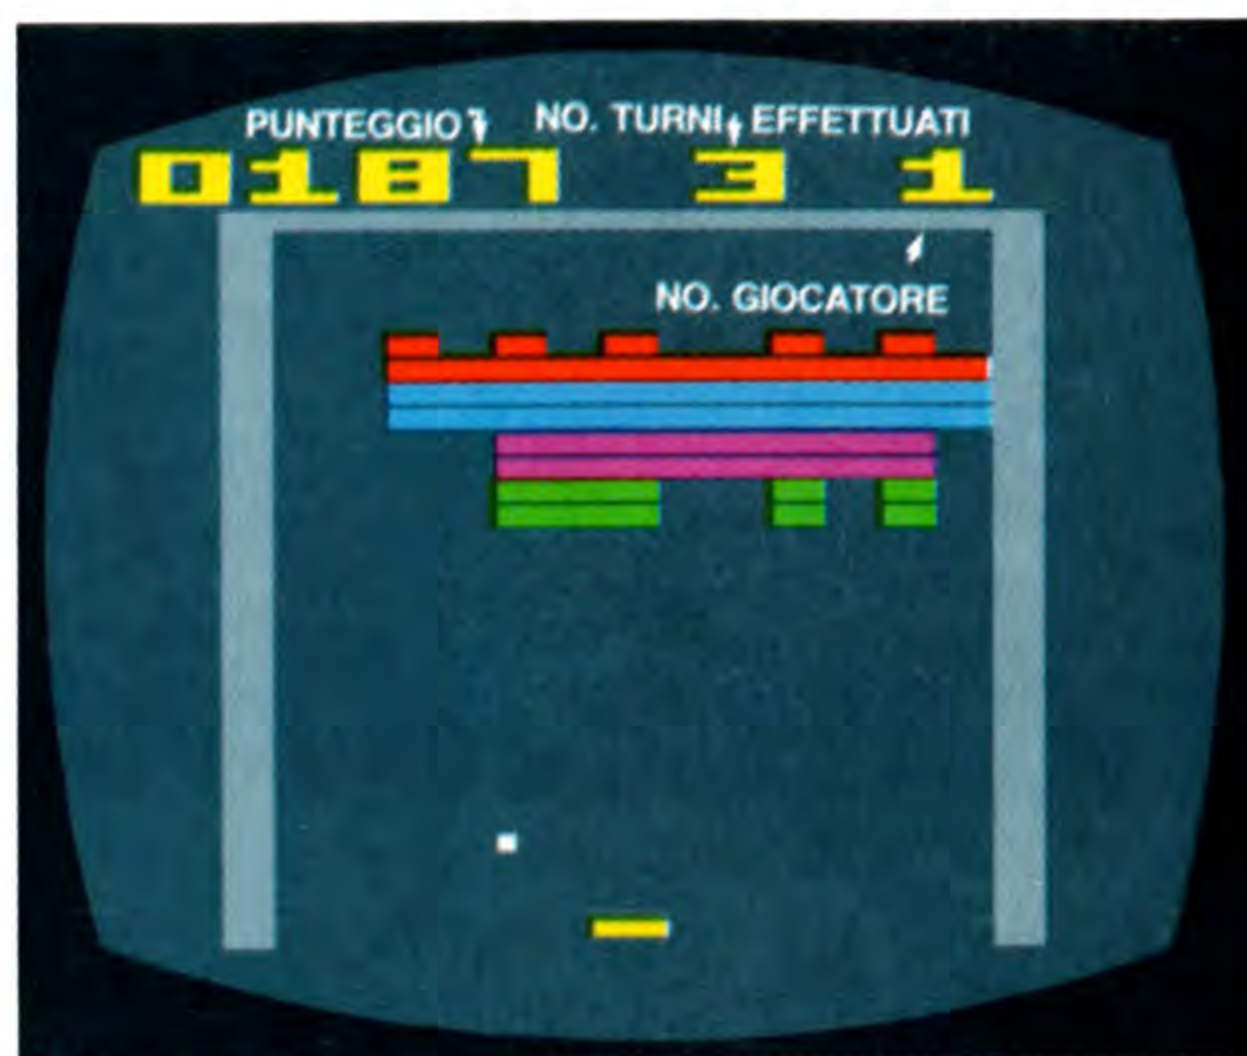 PUNTEGGIO NO. TURNI EFFETTUATI
0187 3 1
NO. GIOCATORE